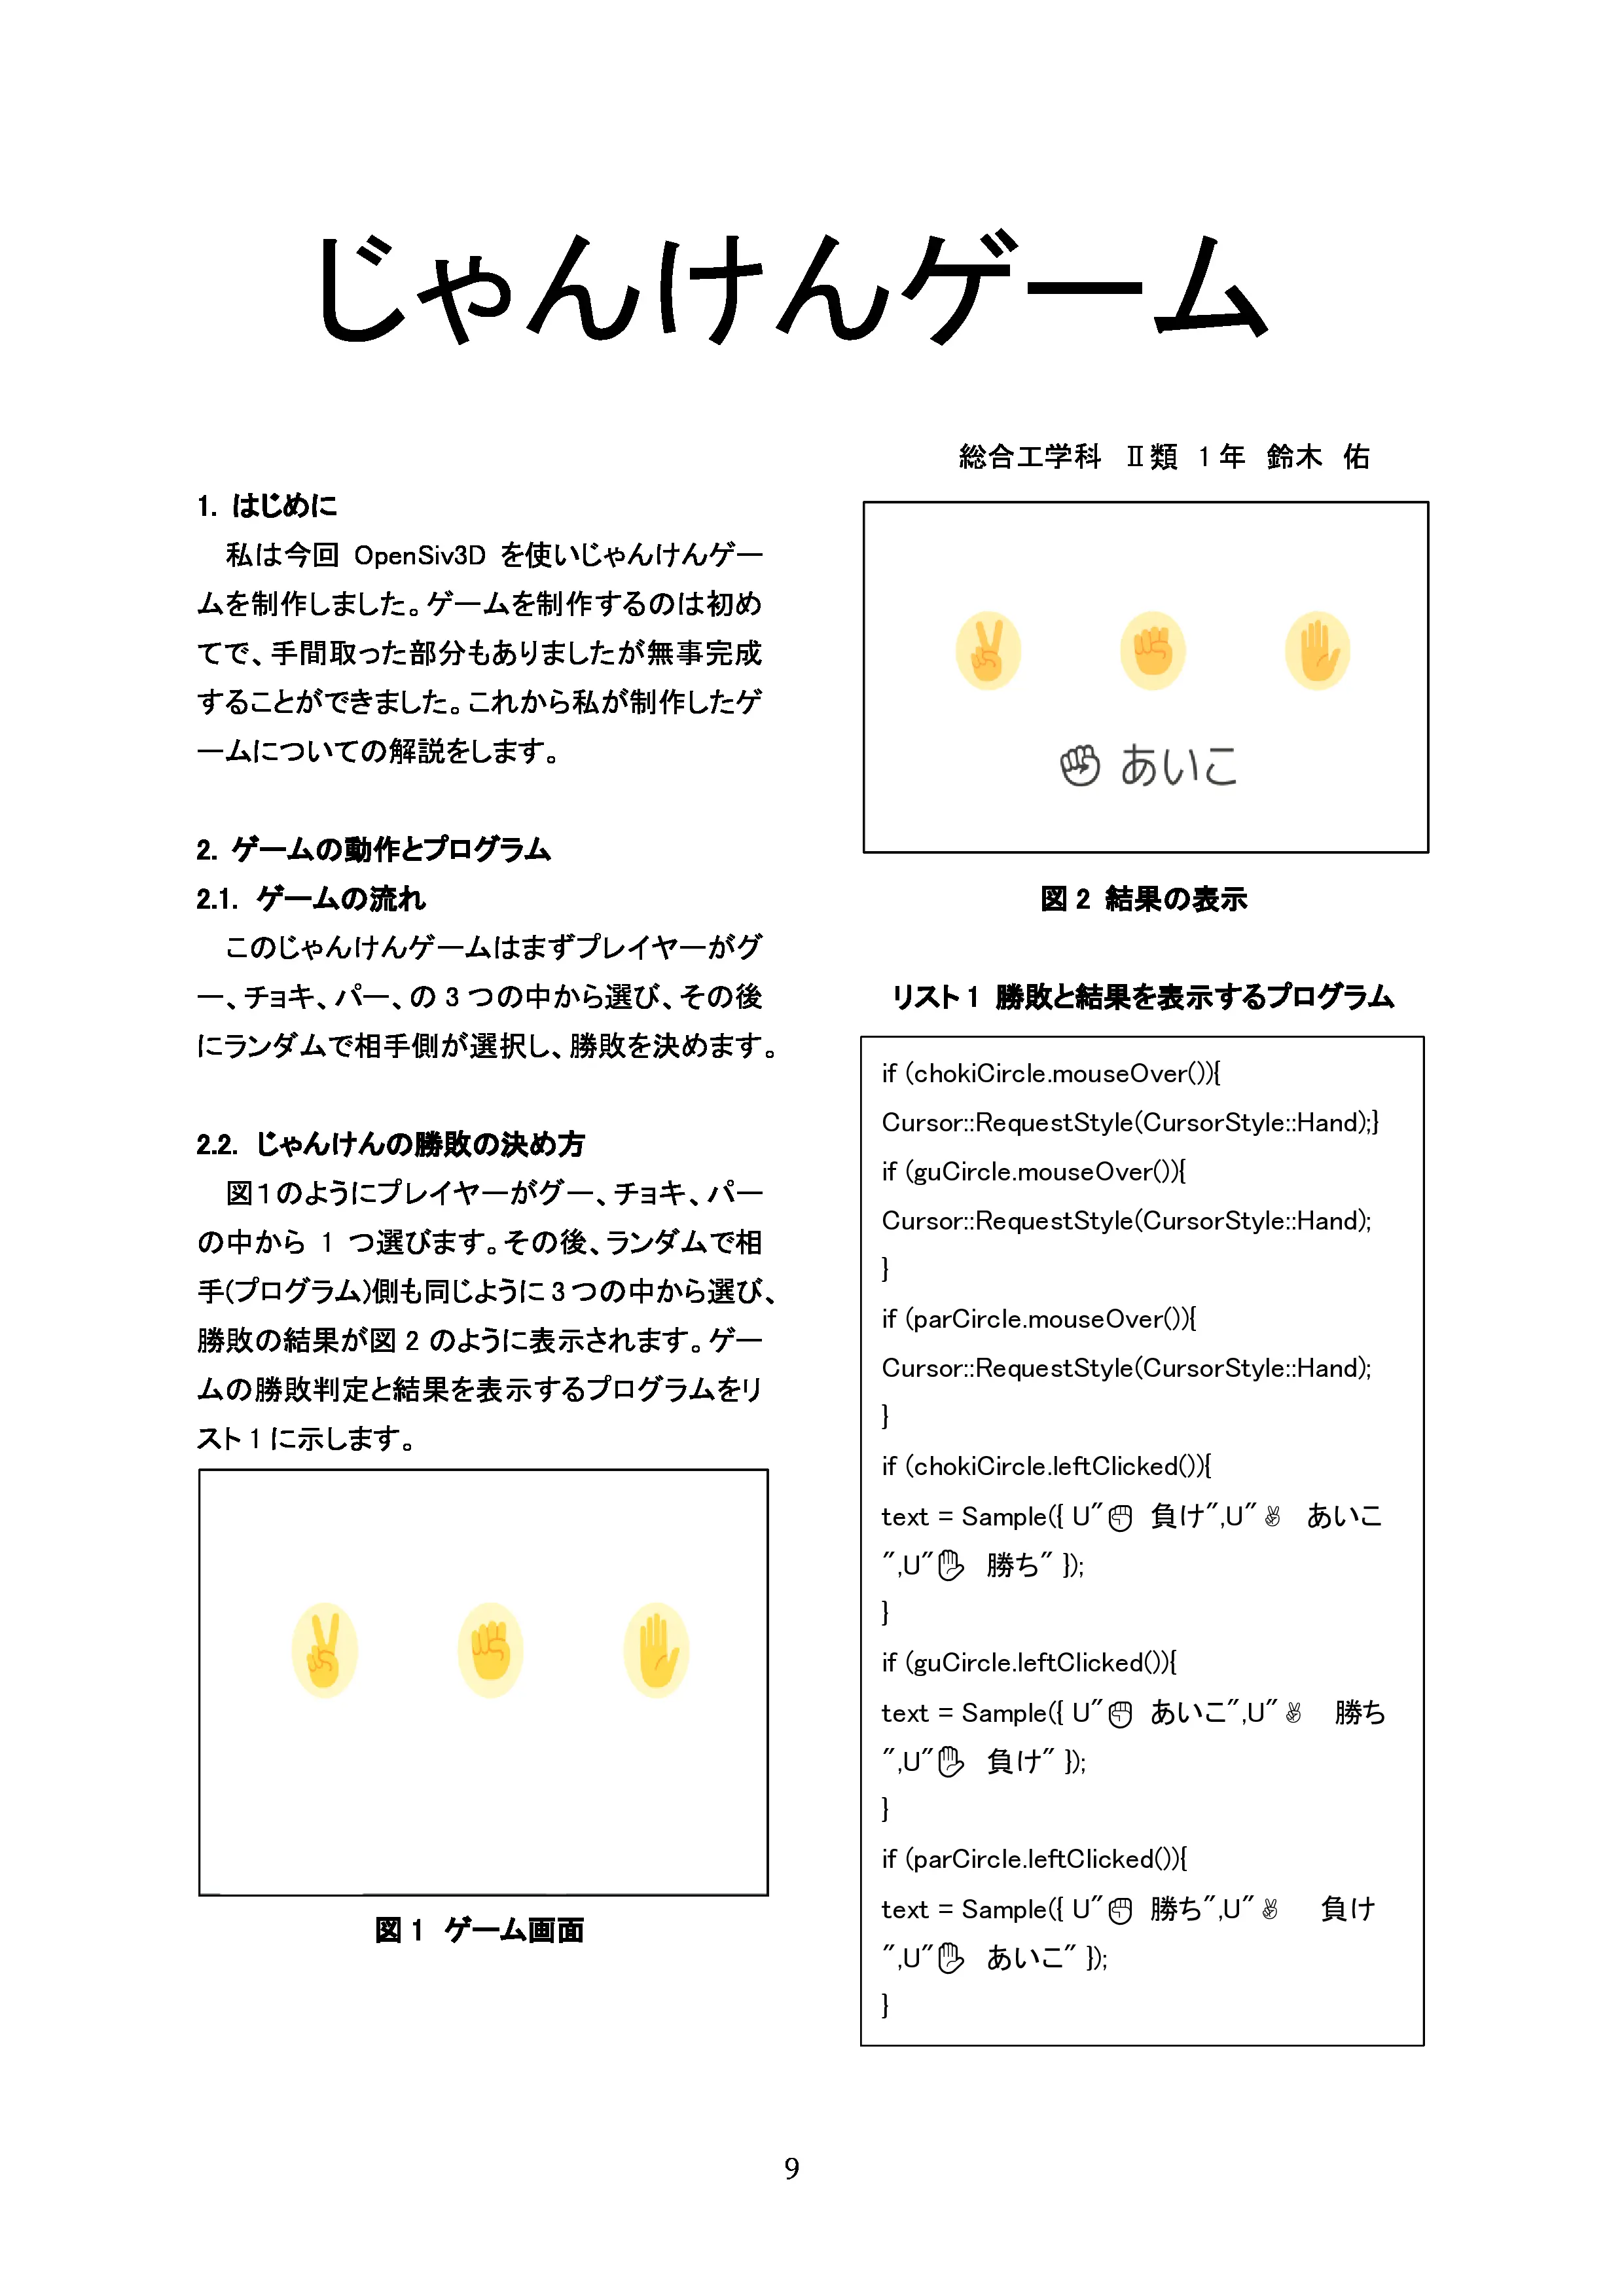 じゃんけんゲーム
総合工学科 Ⅱ類 1年 鈴木 佑
1. はじめに
私は今回 OpenSiv3D を使いじゃんけんゲー
ムを制作しました。ゲームを制作するのは初め
てで、手間取った部分もありましたが無事完成
することができました。これから私が制作したゲ
ームについての解説をします。
2. ゲームの動作とプログラム
2.1. ゲームの流れ
このじゃんけんゲームはまずプレイヤーがグ
ー、チョキ、パー、の 3 つの中から選び、その後
にランダムで相手側が選択し、勝敗を決めます。
2.2. じゃんけんの勝敗の決め方
図1のようにプレイヤーがグー、チョキ、パー
の中から 1 つ選びます。その後、ランダムで相
手(プログラム)側も同じように 3 つの中から選び、
勝敗の結果が図 2 のように表示されます。ゲー
ムの勝敗判定と結果を表示するプログラムをリ
スト 1 に示します。
図 1 ゲーム画面
✊ あいこ
図 2 結果の表示
リスト 1 勝敗と結果を表示するプログラム
if (chokiCircle.mouseOver()){
Cursor::RequestStyle(CursorStyle::Hand);}
if (guCircle.mouseOver()){
Cursor::RequestStyle(CursorStyle::Hand);
}
if (parCircle.mouseOver()){
Cursor::RequestStyle(CursorStyle::Hand);
}
if (chokiCircle.leftClicked()){
text = Sample({ U"✊ 負け",U"✌ あいこ
",U"✋ 勝ち" });
}
if (guCircle.leftClicked()){
text = Sample({ U"✊ あいこ",U"✌ 勝ち
",U"✋ 負け" });
}
if (parCircle.leftClicked()){
text = Sample({ U"✊ 勝ち",U"✌ 負け
",U"✋ あいこ" });
}
9